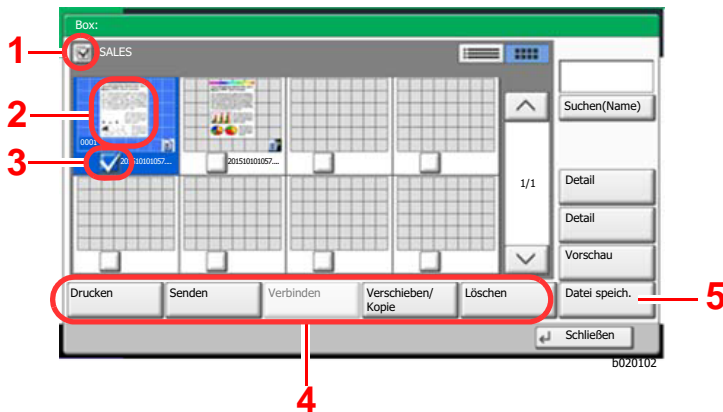 Box:
1
SALES
2
Suchen(Name)
0001
3
201510101057....
201510101057....
1/1
Detail
Detail
Vorschau
Drucken
Senden
Verbinden
Verschieben/
Kopie
Löschen
Datei speich.
5
Schließen
b020102
4